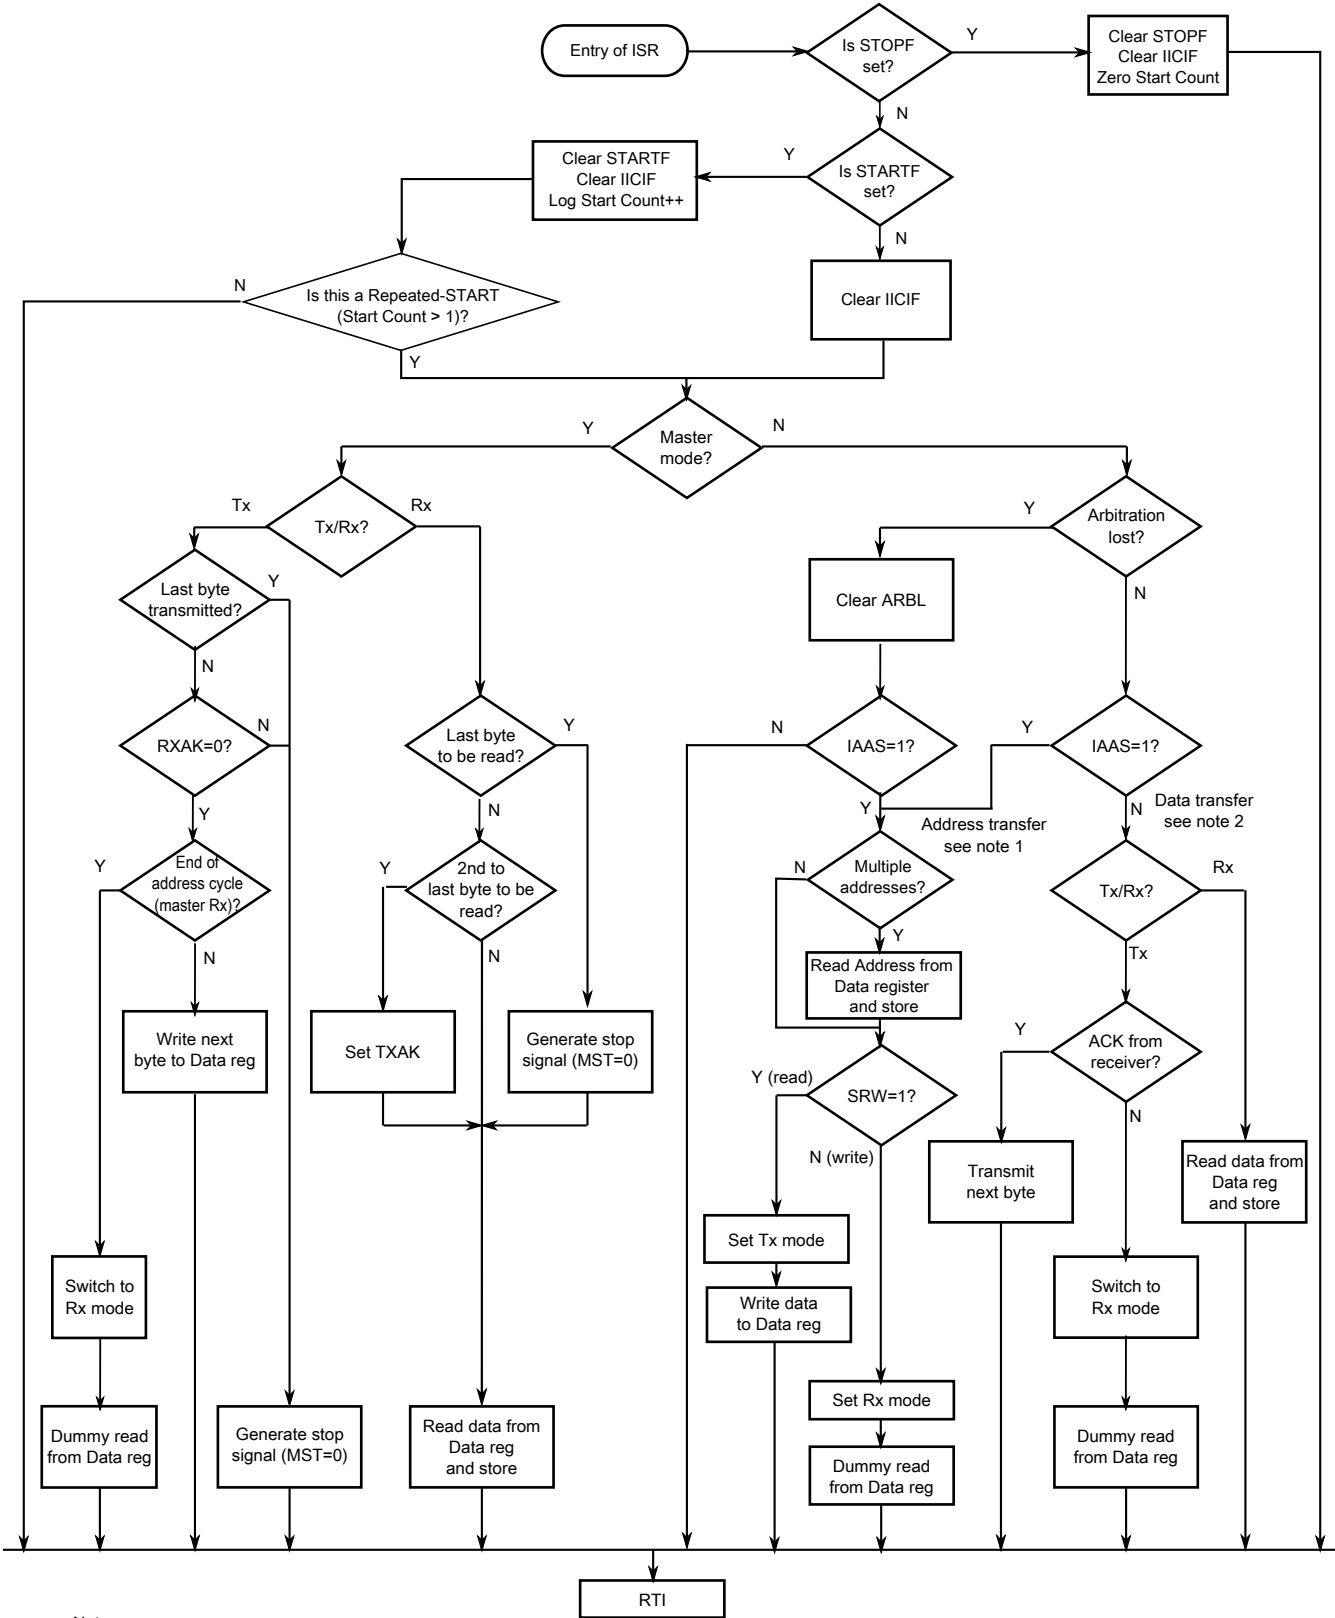 Entry of ISR
Is STOPF
set?
Y
Clear STOPF
Clear IICIF
Zero Start Count
N
Clear STARTF
Clear IICIF
Log Start Count++
Y
Is STARTF
set?
N
N
Is this a Repeated-START
(Start Count > 1)?
Clear IICIF
Y
Y
Master
mode?
N
Tx
Tx/Rx?
Rx
Y
Arbitration
lost?
Last byte
transmitted?
Y
Clear ARBL
N
N
RXAK=0?
N
Last byte
to be read?
Y
N
IAAS=1?
Y
IAAS=1?
Y
N
Y
Address transfer
see note 1
N
Data transfer
see note 2
Y
End of
address cycle
(master Rx)?
Y
2nd to
last byte to be
read?
N
Multiple
addresses?
Tx/Rx?
Rx
N
N
Y
Tx
Read Address from
Data register
and store
Write next
byte to Data reg
Set TXAK
Generate stop
signal (MST=0)
Y
ACK from
receiver?
Y (read)
SRW=1?
N
N (write)
Transmit
next byte
Read data from
Data reg
and store
Set Tx mode
Switch to
Rx mode
Write data
to Data reg
Switch to
Rx mode
Set Rx mode
Dummy read
from Data reg
Generate stop
signal (MST=0)
Read data from
Data reg
and store
Dummy read
from Data reg
Dummy read
from Data reg
RTI